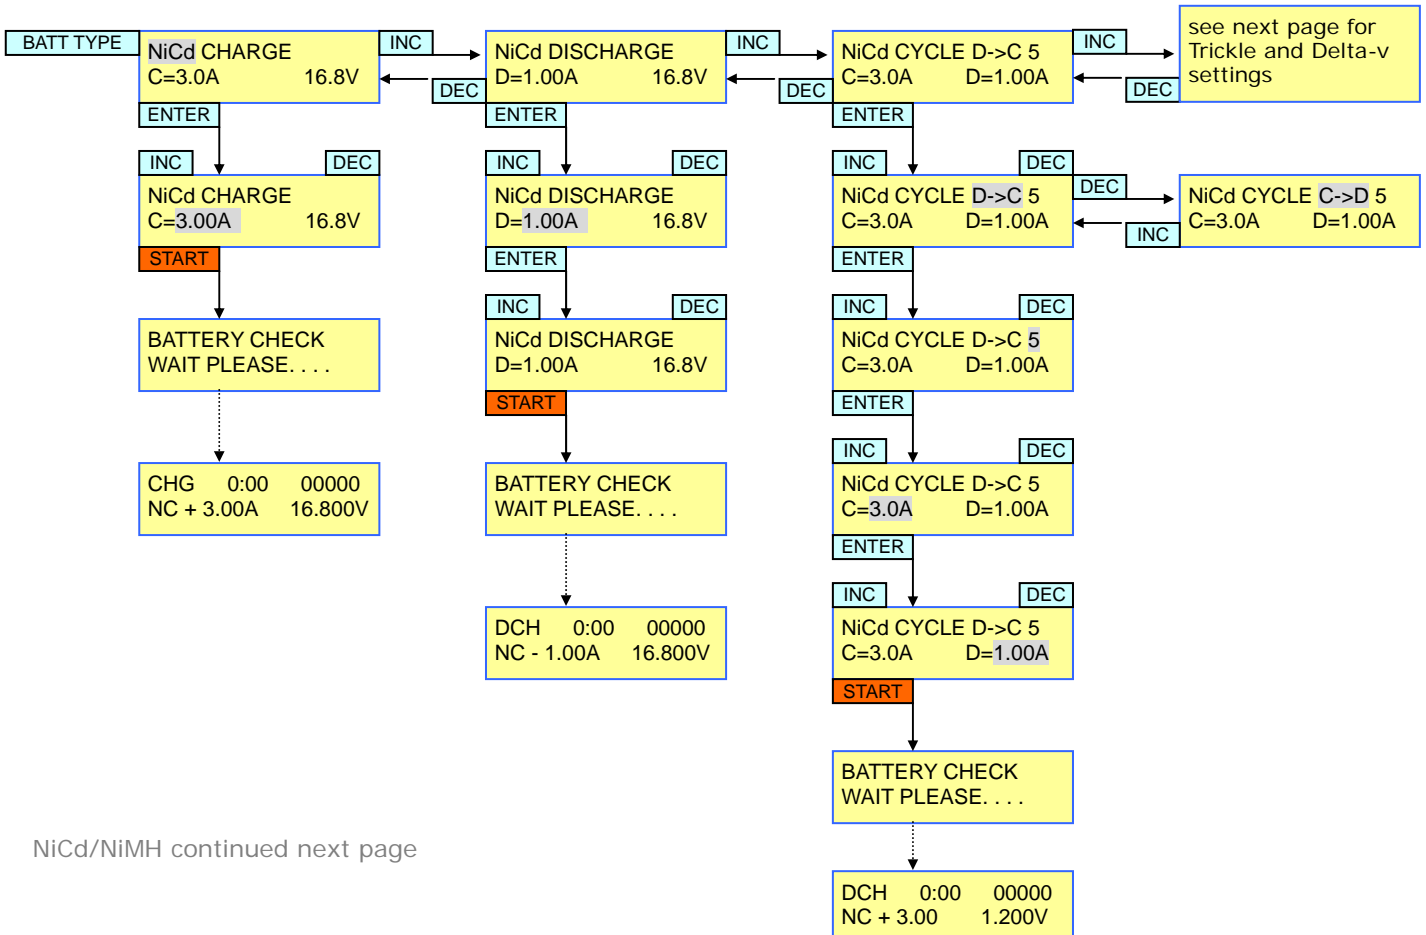 BATT TYPE
NiCd CHARGE
C=3.0A 16.8V
INC
DEC
NiCd DISCHARGE
D=1.00A 16.8V
INC
DEC
NiCd CYCLE D->C 5
C=3.0A D=1.00A
INC
DEC
see next page for
Trickle and Delta-v
settings
ENTER
INC DEC
NiCd CHARGE
C=3.00A 16.8V
START
BATTERY CHECK
WAIT PLEASE. . . .
CHG 0:00 00000
NC + 3.00A 16.800V
ENTER
INC DEC
NiCd DISCHARGE
D=1.00A 16.8V
ENTER
INC DEC
NiCd DISCHARGE
D=1.00A 16.8V
START
BATTERY CHECK
WAIT PLEASE. . . .
DCH 0:00 00000
NC - 1.00A 16.800V
ENTER
INC DEC
NiCd CYCLE D->C 5
C=3.0A D=1.00A
DEC
INC
NiCd CYCLE C->D 5
C=3.0A D=1.00A
ENTER
INC DEC
NiCd CYCLE D->C 5
C=3.0A D=1.00A
ENTER
INC DEC
NiCd CYCLE D->C 5
C=3.0A D=1.00A
ENTER
INC DEC
NiCd CYCLE D->C 5
C=3.0A D=1.00A
START
BATTERY CHECK
WAIT PLEASE. . . .
DCH 0:00 00000
NC + 3.00 1.200V
NiCd/NiMH continued next page